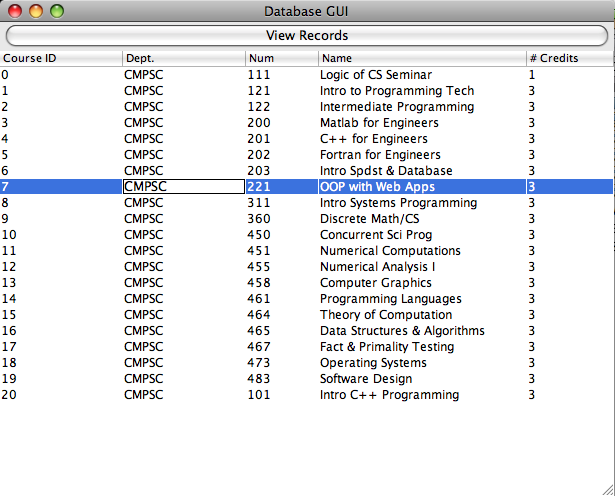 Database GUI
View Records
Course ID Dept. Num Name # Credits
0 CMPSC 111 Logic of CS Seminar 1
1 CMPSC 121 Intro to Programming Tech 3
2 CMPSC 122 Intermediate Programming 3
3 CMPSC 200 Matlab for Engineers 3
4 CMPSC 201 C++ for Engineers 3
5 CMPSC 202 Fortran for Engineers 3
6 CMPSC 203 Intro Spdst & Database 3
7 CMPSC 221 OOP with Web Apps 3
8 CMPSC 311 Intro Systems Programming 3
9 CMPSC 360 Discrete Math/CS 3
10 CMPSC 450 Concurrent Sci Prog 3
11 CMPSC 451 Numerical Computations 3
12 CMPSC 455 Numerical Analysis I 3
13 CMPSC 458 Computer Graphics 3
14 CMPSC 461 Programming Languages 3
15 CMPSC 464 Theory of Computation 3
16 CMPSC 465 Data Structures & Algorithms 3
17 CMPSC 467 Fact & Primality Testing 3
18 CMPSC 473 Operating Systems 3
19 CMPSC 483 Software Design 3
20 CMPSC 101 Intro C++ Programming 3